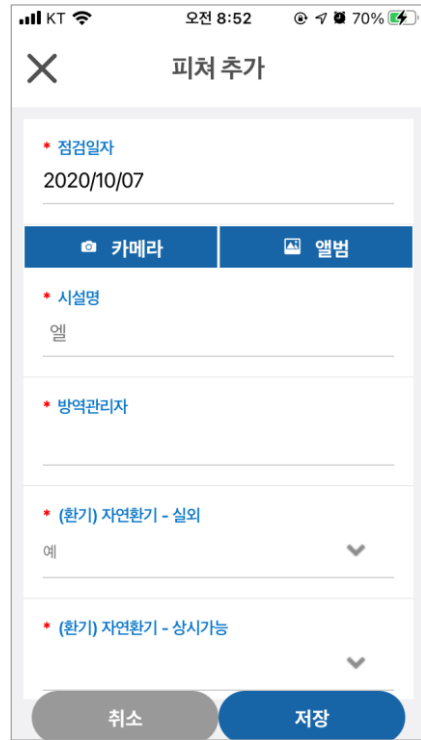 KT 오전 8:52 70%
피쳐 추가
* 점검일자
2020/10/07
카메라 앨범
* 시설명
엘
* 방역관리자
* (환기) 자연환기 - 실외
예
* (환기) 자연환기 - 상시가능
취소 저장